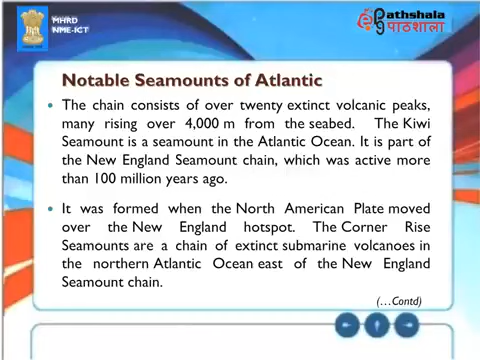 MHRD
NME-ICT
Pathshala
पाठशाला
Notable Seamounts of Atlantic
• The chain consists of over twenty extinct volcanic peaks,
many rising over 4,000 m from the seabed. The Kiwi
Seamount is a seamount in the Atlantic Ocean. It is part of
the New England Seamount chain, which was active more
than 100 million years ago.
• It was formed when the North American Plate moved
over the New England hotspot. The Corner Rise
Seamounts are a chain of extinct submarine volcanoes in
the northern Atlantic Ocean east of the New England
Seamount chain.
(...Contd)